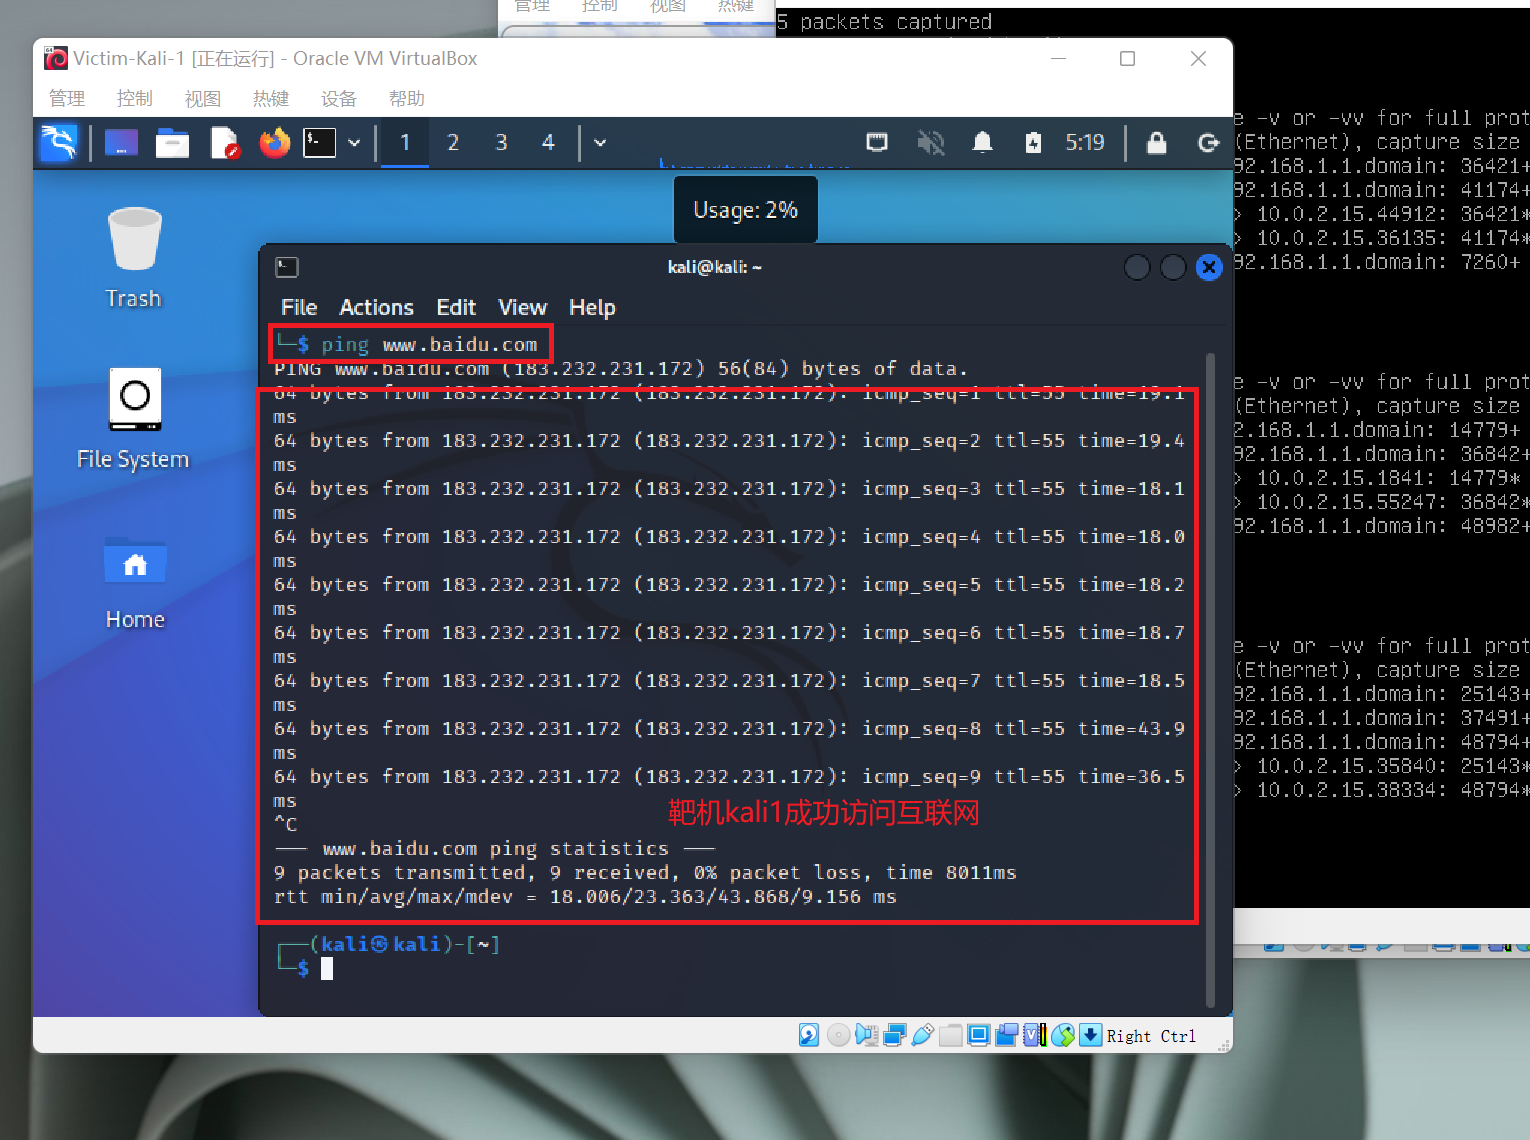 管理 控制 视图 热键
5 packets captured
Victim-Kali-1 [正在运行] - Oracle VM VirtualBox
管理 控制 视图 热键 设备 帮助
1 2 3 4
5:19
Usage: 2%
Trash
File System
Home
kali@kali: ~
File Actions Edit View Help
└─$ ping www.baidu.com
PING www.baidu.com (183.232.231.172) 56(84) bytes of data.
64 bytes from 183.232.231.172 (183.232.231.172): icmp_seq=1 ttl=55 time=19.1
ms
64 bytes from 183.232.231.172 (183.232.231.172): icmp_seq=2 ttl=55 time=19.4
ms
64 bytes from 183.232.231.172 (183.232.231.172): icmp_seq=3 ttl=55 time=18.1
ms
64 bytes from 183.232.231.172 (183.232.231.172): icmp_seq=4 ttl=55 time=18.0
ms
64 bytes from 183.232.231.172 (183.232.231.172): icmp_seq=5 ttl=55 time=18.2
ms
64 bytes from 183.232.231.172 (183.232.231.172): icmp_seq=6 ttl=55 time=18.7
ms
64 bytes from 183.232.231.172 (183.232.231.172): icmp_seq=7 ttl=55 time=18.5
ms
64 bytes from 183.232.231.172 (183.232.231.172): icmp_seq=8 ttl=55 time=43.9
ms
64 bytes from 183.232.231.172 (183.232.231.172): icmp_seq=9 ttl=55 time=36.5
ms
靶机kali1成功访问互联网
^C
── www.baidu.com ping statistics ──
9 packets transmitted, 9 received, 0% packet loss, time 8011ms
rtt min/avg/max/mdev = 18.006/23.363/43.868/9.156 ms
┌──(kali㉿kali)-[~]
└─$
Right Ctrl
e -v or -vv for full prot
(Ethernet), capture size
92.168.1.1.domain: 36421+
92.168.1.1.domain: 41174+
> 10.0.2.15.44912: 36421*
> 10.0.2.15.36135: 41174*
92.168.1.1.domain: 7260+
e -v or -vv for full prot
(Ethernet), capture size
2.168.1.1.domain: 14779+
92.168.1.1.domain: 36842+
> 10.0.2.15.1841: 14779*
> 10.0.2.15.55247: 36842*
92.168.1.1.domain: 48982+
e -v or -vv for full prot
(Ethernet), capture size
92.168.1.1.domain: 25143+
92.168.1.1.domain: 37491+
92.168.1.1.domain: 48794+
> 10.0.2.15.35840: 25143*
> 10.0.2.15.38334: 48794*